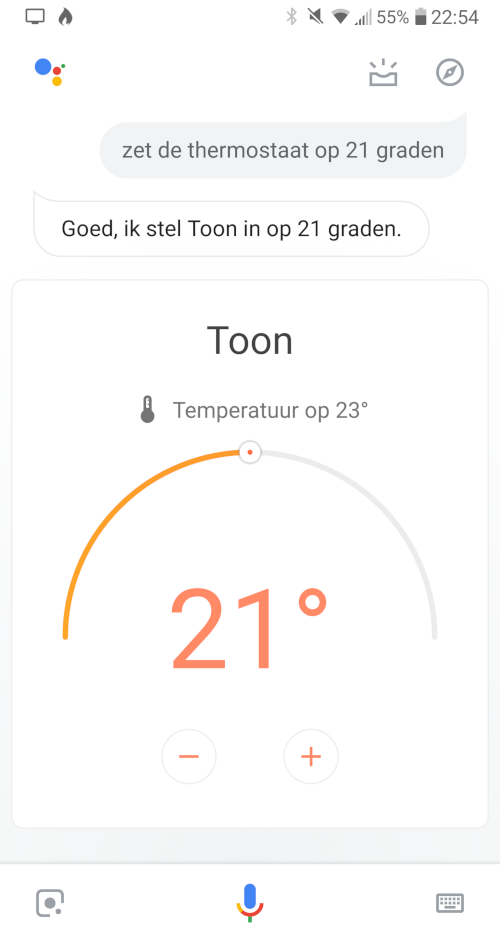 55% 22:54
zet de thermostaat op 21 graden
Goed, ik stel Toon in op 21 graden.
Toon
Temperatuur op 23°
21°
− +